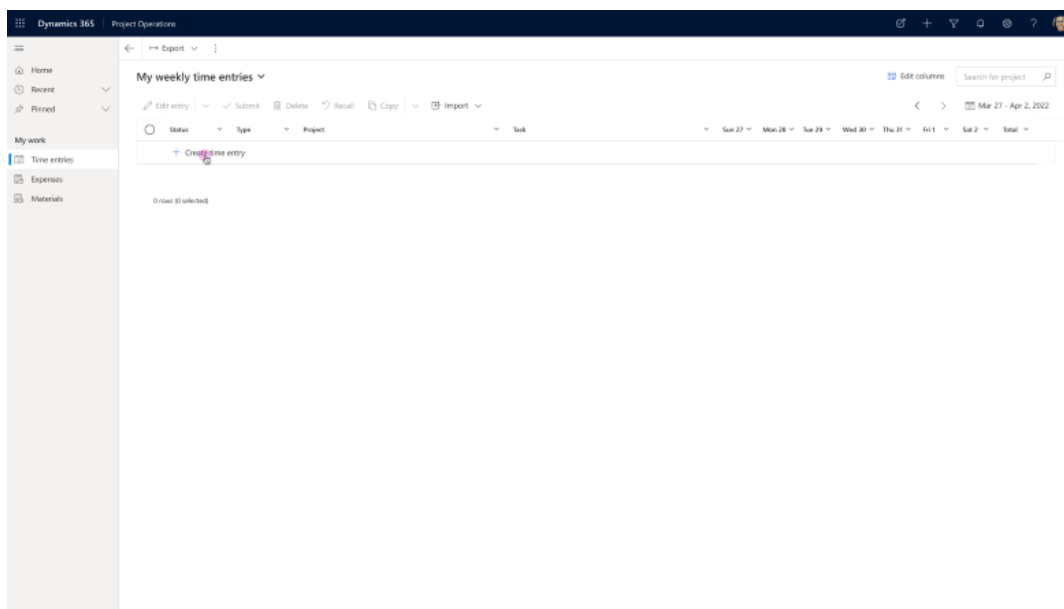 Dynamics 365 Project Operations
Export
My weekly time entries
Edit columns
Search for project
Edit entry Submit Delete Recall Copy Import
Mar 27 - Apr 2, 2022
Status Type Project Task Sun 27 Mon 28 Tue 29 Wed 30 Thu 31 Fri 1 Sat 2 Total
Create time entry
0 rows (0 selected)
Home
Recent
Pinned
My work
Time entries
Expenses
Materials